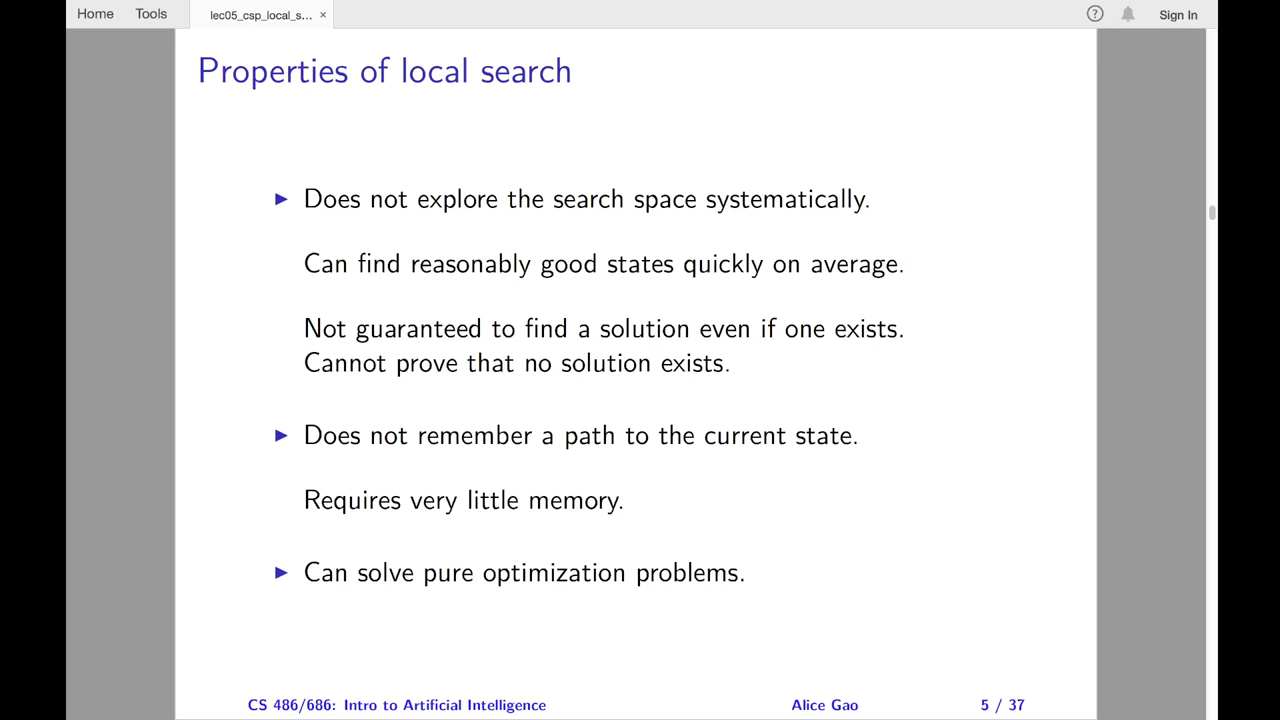 Home Tools lec05_csp_local_s... × ? Sign In
Properties of local search
▶ Does not explore the search space systematically.
Can find reasonably good states quickly on average.
Not guaranteed to find a solution even if one exists.
Cannot prove that no solution exists.
▶ Does not remember a path to the current state.
Requires very little memory.
▶ Can solve pure optimization problems.
CS 486/686: Intro to Artificial Intelligence Alice Gao 5 / 37